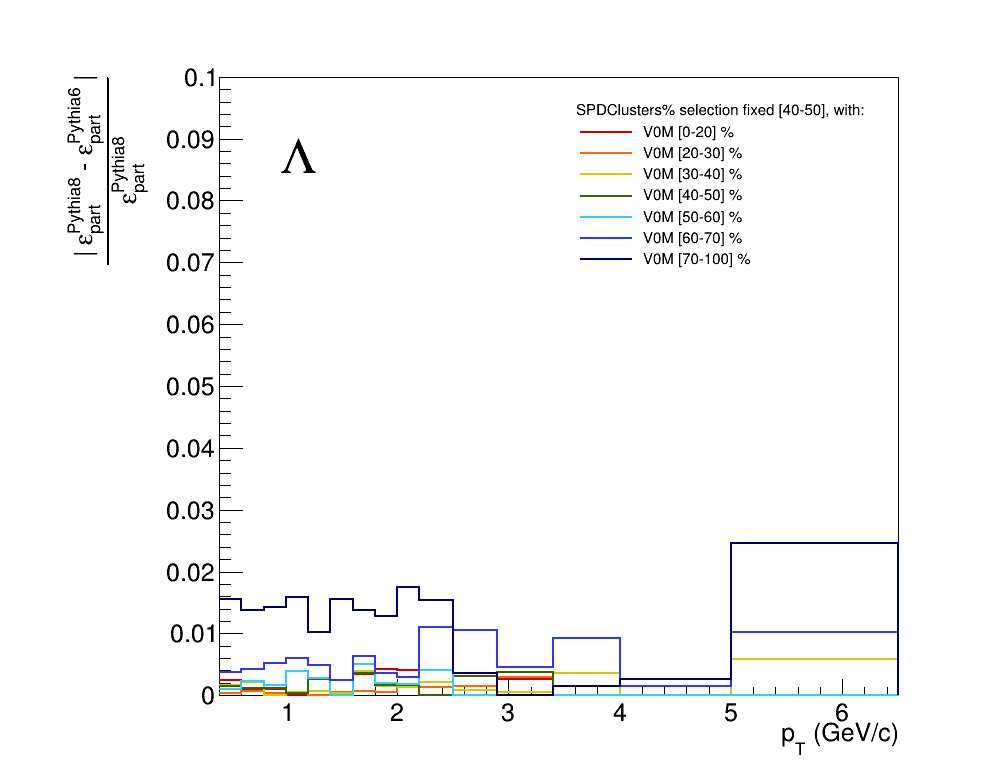 | ε_part^Pythia8 - ε_part^Pythia6 |
ε_part^Pythia8
Λ
SPDClusters% selection fixed [40-50], with:
V0M [0-20] %
V0M [20-30] %
V0M [30-40] %
V0M [40-50] %
V0M [50-60] %
V0M [60-70] %
V0M [70-100] %
0.1
0.09
0.08
0.07
0.06
0.05
0.04
0.03
0.02
0.01
0
1 2 3 4 5 6
p_T (GeV/c)